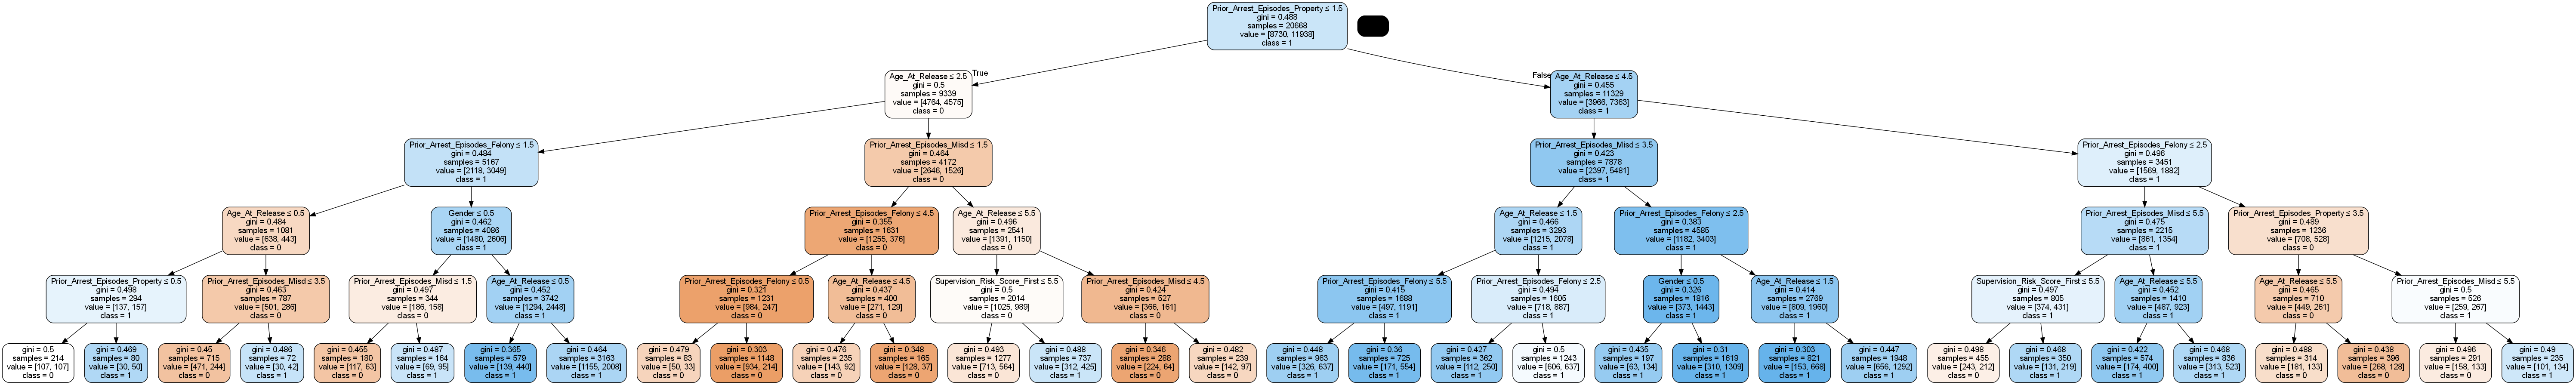 Prior_Arrest_Episodes_Property ≤ 1.5
gini = 0.488
samples = 20668
value = [8730, 11938]
class = 1
True
False
Age_At_Release ≤ 2.5
gini = 0.5
samples = 9339
value = [4764, 4575]
class = 0
Age_At_Release ≤ 4.5
gini = 0.455
samples = 11329
value = [3966, 7363]
class = 1
Prior_Arrest_Episodes_Felony ≤ 1.5
gini = 0.484
samples = 5167
value = [2118, 3049]
class = 1
Prior_Arrest_Episodes_Misd ≤ 1.5
gini = 0.464
samples = 4172
value = [2646, 1526]
class = 0
Prior_Arrest_Episodes_Misd ≤ 3.5
gini = 0.423
samples = 7878
value = [2397, 5481]
class = 1
Prior_Arrest_Episodes_Felony ≤ 2.5
gini = 0.496
samples = 3451
value = [1569, 1882]
class = 1
Age_At_Release ≤ 0.5
gini = 0.484
samples = 1081
value = [638, 443]
class = 0
Gender ≤ 0.5
gini = 0.462
samples = 4086
value = [1480, 2606]
class = 1
Prior_Arrest_Episodes_Felony ≤ 4.5
gini = 0.355
samples = 1631
value = [1255, 376]
class = 0
Age_At_Release ≤ 5.5
gini = 0.496
samples = 2541
value = [1391, 1150]
class = 0
Age_At_Release ≤ 1.5
gini = 0.466
samples = 3293
value = [1215, 2078]
class = 1
Prior_Arrest_Episodes_Felony ≤ 2.5
gini = 0.383
samples = 4585
value = [1182, 3403]
class = 1
Prior_Arrest_Episodes_Misd ≤ 5.5
gini = 0.475
samples = 2215
value = [861, 1354]
class = 1
Prior_Arrest_Episodes_Property ≤ 3.5
gini = 0.489
samples = 1236
value = [708, 528]
class = 0
Prior_Arrest_Episodes_Property ≤ 0.5
gini = 0.498
samples = 294
value = [137, 157]
class = 1
Prior_Arrest_Episodes_Misd ≤ 3.5
gini = 0.463
samples = 787
value = [501, 286]
class = 0
Prior_Arrest_Episodes_Misd ≤ 1.5
gini = 0.497
samples = 344
value = [186, 158]
class = 0
Age_At_Release ≤ 0.5
gini = 0.452
samples = 3742
value = [1294, 2448]
class = 1
Prior_Arrest_Episodes_Felony ≤ 0.5
gini = 0.321
samples = 1231
value = [984, 247]
class = 0
Age_At_Release ≤ 4.5
gini = 0.437
samples = 400
value = [271, 129]
class = 0
Supervision_Risk_Score_First ≤ 5.5
gini = 0.5
samples = 2014
value = [1025, 989]
class = 0
Prior_Arrest_Episodes_Misd ≤ 4.5
gini = 0.424
samples = 527
value = [366, 161]
class = 0
Prior_Arrest_Episodes_Felony ≤ 5.5
gini = 0.415
samples = 1688
value = [497, 1191]
class = 1
Prior_Arrest_Episodes_Felony ≤ 2.5
gini = 0.494
samples = 1605
value = [718, 887]
class = 1
Gender ≤ 0.5
gini = 0.326
samples = 1816
value = [373, 1443]
class = 1
Age_At_Release ≤ 1.5
gini = 0.414
samples = 2769
value = [809, 1960]
class = 1
Supervision_Risk_Score_First ≤ 5.5
gini = 0.497
samples = 805
value = [374, 431]
class = 1
Age_At_Release ≤ 5.5
gini = 0.452
samples = 1410
value = [487, 923]
class = 1
Age_At_Release ≤ 5.5
gini = 0.465
samples = 710
value = [449, 261]
class = 0
Prior_Arrest_Episodes_Misd ≤ 5.5
gini = 0.5
samples = 526
value = [259, 267]
class = 1
gini = 0.5
samples = 214
value = [107, 107]
class = 0
gini = 0.469
samples = 80
value = [30, 50]
class = 1
gini = 0.45
samples = 715
value = [471, 244]
class = 0
gini = 0.486
samples = 72
value = [30, 42]
class = 1
gini = 0.455
samples = 180
value = [117, 63]
class = 0
gini = 0.487
samples = 164
value = [69, 95]
class = 1
gini = 0.365
samples = 579
value = [139, 440]
class = 1
gini = 0.464
samples = 3163
value = [1155, 2008]
class = 1
gini = 0.479
samples = 83
value = [50, 33]
class = 0
gini = 0.303
samples = 1148
value = [934, 214]
class = 0
gini = 0.476
samples = 235
value = [143, 92]
class = 0
gini = 0.348
samples = 165
value = [128, 37]
class = 0
gini = 0.493
samples = 1277
value = [713, 564]
class = 0
gini = 0.488
samples = 737
value = [312, 425]
class = 1
gini = 0.346
samples = 288
value = [224, 64]
class = 0
gini = 0.482
samples = 239
value = [142, 97]
class = 0
gini = 0.448
samples = 963
value = [326, 637]
class = 1
gini = 0.36
samples = 725
value = [171, 554]
class = 1
gini = 0.427
samples = 362
value = [112, 250]
class = 1
gini = 0.5
samples = 1243
value = [606, 637]
class = 1
gini = 0.435
samples = 197
value = [63, 134]
class = 1
gini = 0.31
samples = 1619
value = [310, 1309]
class = 1
gini = 0.303
samples = 821
value = [153, 668]
class = 1
gini = 0.447
samples = 1948
value = [656, 1292]
class = 1
gini = 0.498
samples = 455
value = [243, 212]
class = 0
gini = 0.468
samples = 350
value = [131, 219]
class = 1
gini = 0.422
samples = 574
value = [174, 400]
class = 1
gini = 0.468
samples = 836
value = [313, 523]
class = 1
gini = 0.488
samples = 314
value = [181, 133]
class = 0
gini = 0.438
samples = 396
value = [268, 128]
class = 0
gini = 0.496
samples = 291
value = [158, 133]
class = 0
gini = 0.49
samples = 235
value = [101, 134]
class = 1